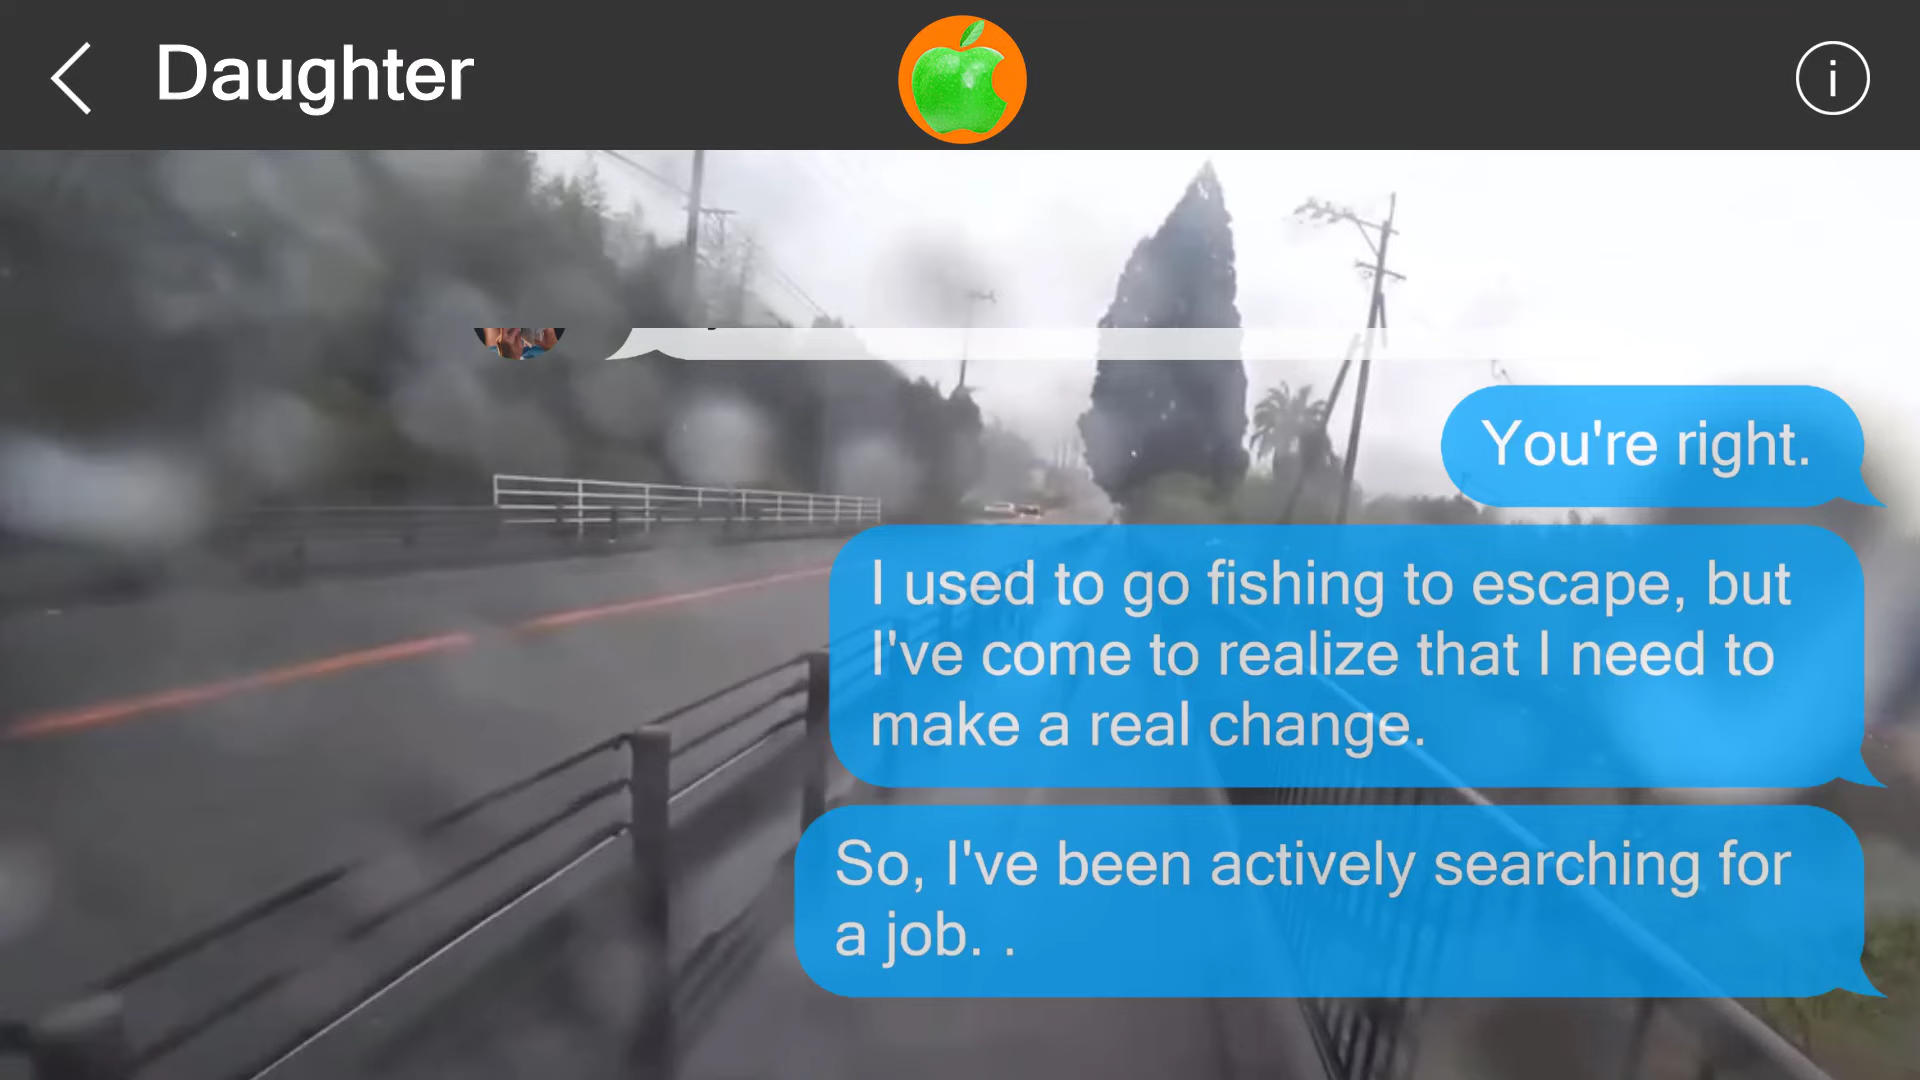 Daughter
You're right.
I used to go fishing to escape, but
I've come to realize that I need to
make a real change.
So, I've been actively searching for
a job. .